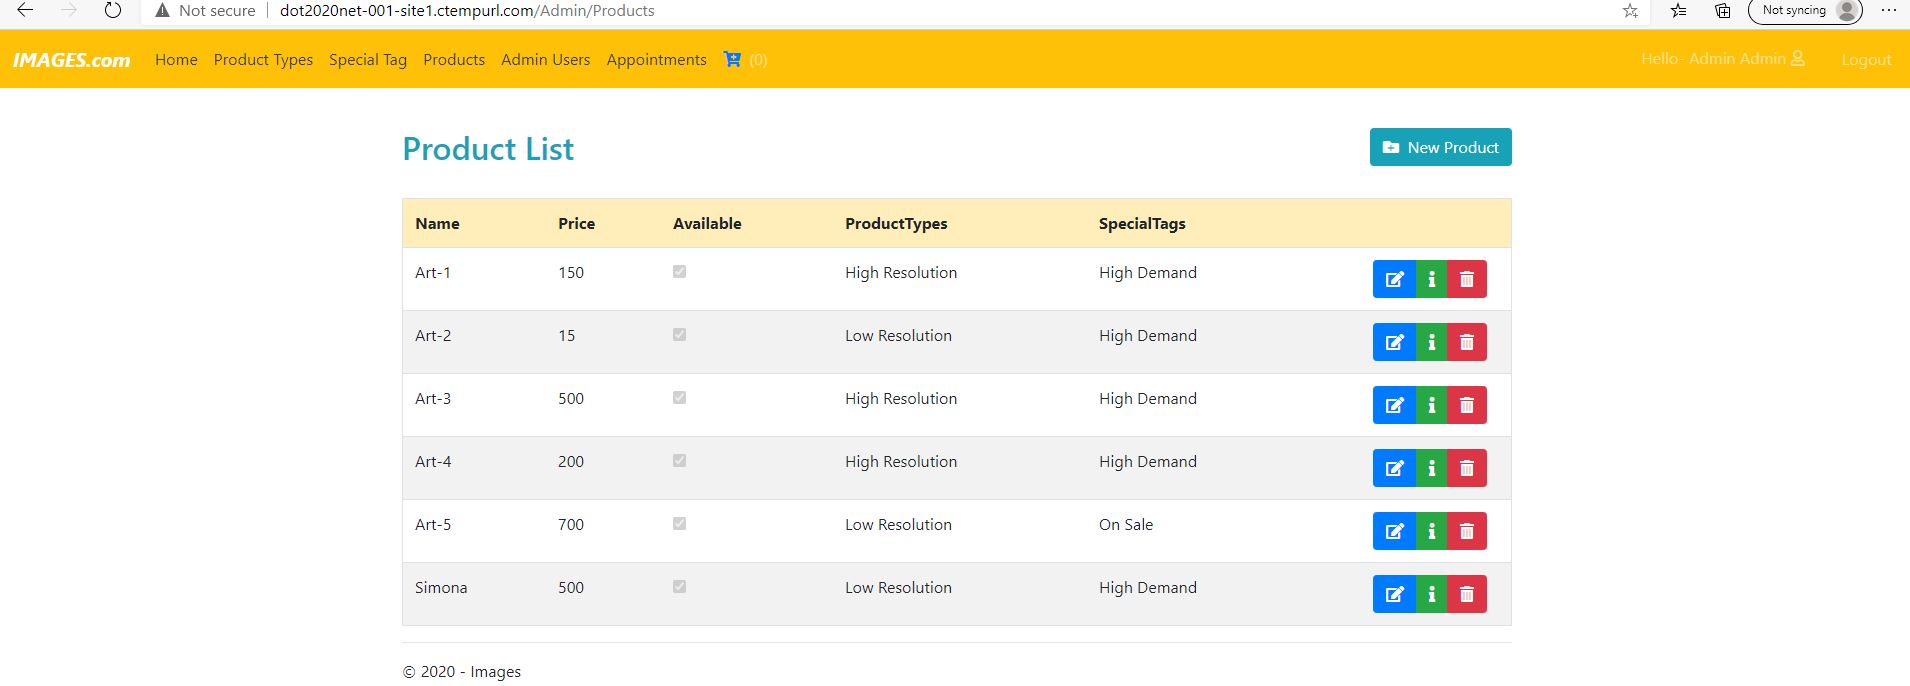 Not secure | dot2020net-001-site1.ctempurl.com/Admin/Products Not syncing
IMAGES.com Home Product Types Special Tag Products Admin Users Appointments (0) Hello- Admin Admin Logout
Product List New Product
Name Price Available ProductTypes SpecialTags
Art-1 150 High Resolution High Demand
Art-2 15 Low Resolution High Demand
Art-3 500 High Resolution High Demand
Art-4 200 High Resolution High Demand
Art-5 700 Low Resolution On Sale
Simona 500 Low Resolution High Demand
© 2020 - Images